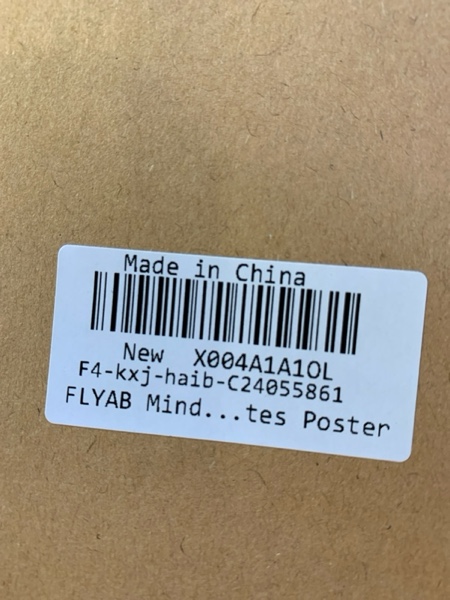 Made in China
New X004A1A1OL
F4-kxj-haib-C24055861
FLYAB Mind...tes Poster